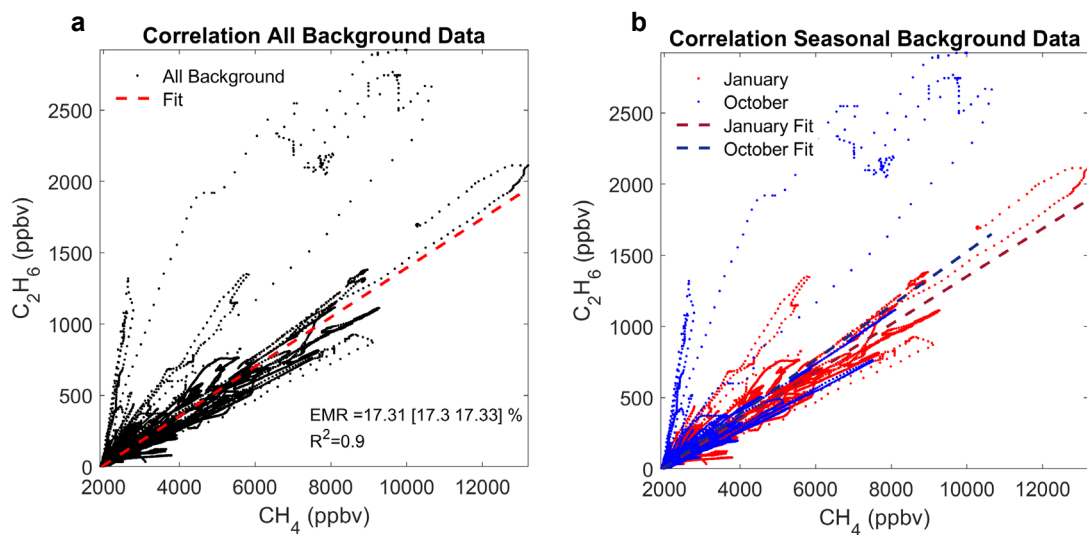 a
Correlation All Background Data
All Background
Fit
2500
2000
1500
1000
500
0
C2H6 (ppbv)
EMR =17.31 [17.3 17.33] %
R2=0.9
2000 4000 6000 8000 10000 12000
CH4 (ppbv)
b
Correlation Seasonal Background Data
January
October
January Fit
October Fit
2500
2000
1500
1000
500
0
C2H6 (ppbv)
2000 4000 6000 8000 10000 12000
CH4 (ppbv)